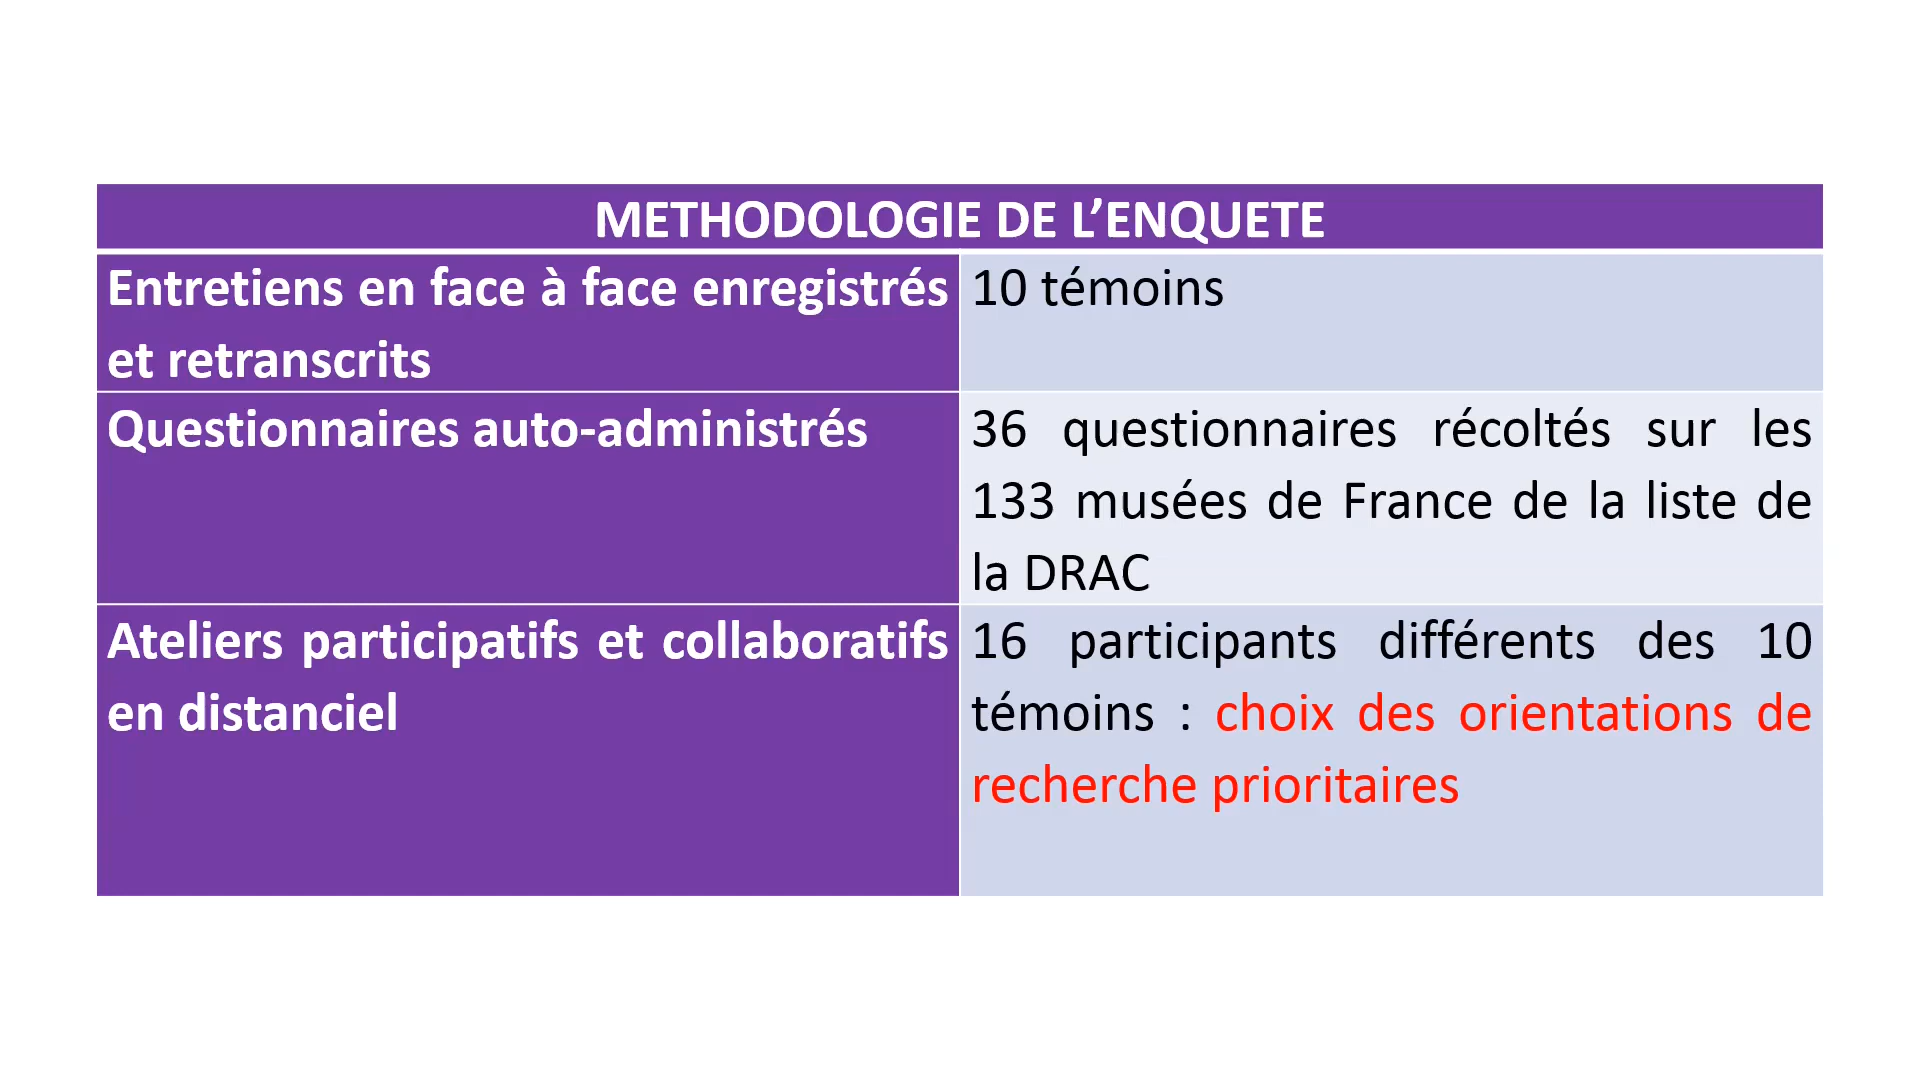 METHODOLOGIE DE L’ENQUETE
Entretiens en face à face enregistrés
et retranscrits
10 témoins
Questionnaires auto-administrés
36 questionnaires récoltés sur les
133 musées de France de la liste de
la DRAC
Ateliers participatifs et collaboratifs
en distanciel
16 participants différents des 10
témoins : choix des orientations de
recherche prioritaires